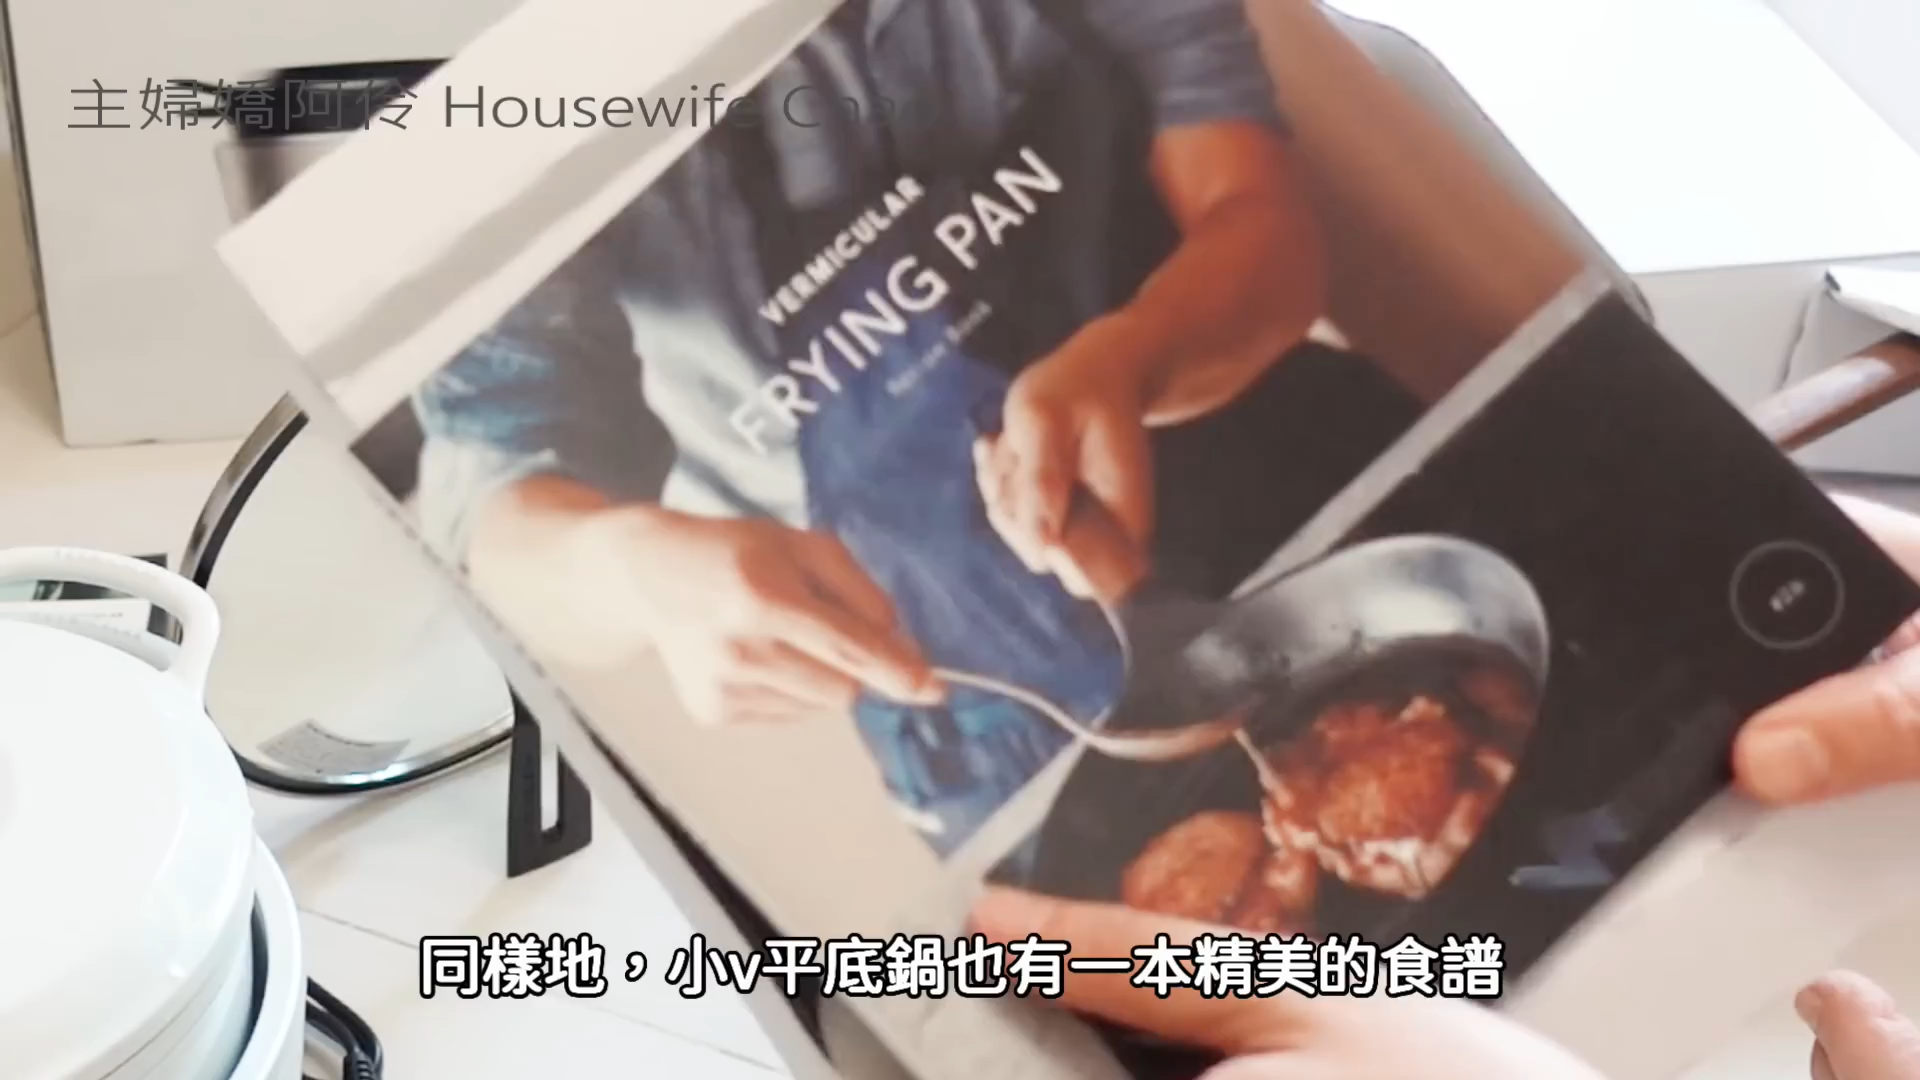 主婦嬌阿伶 Housewife Cha
VERMICULAR
FRYING PAN
同樣地，小v平底鍋也有一本精美的食譜